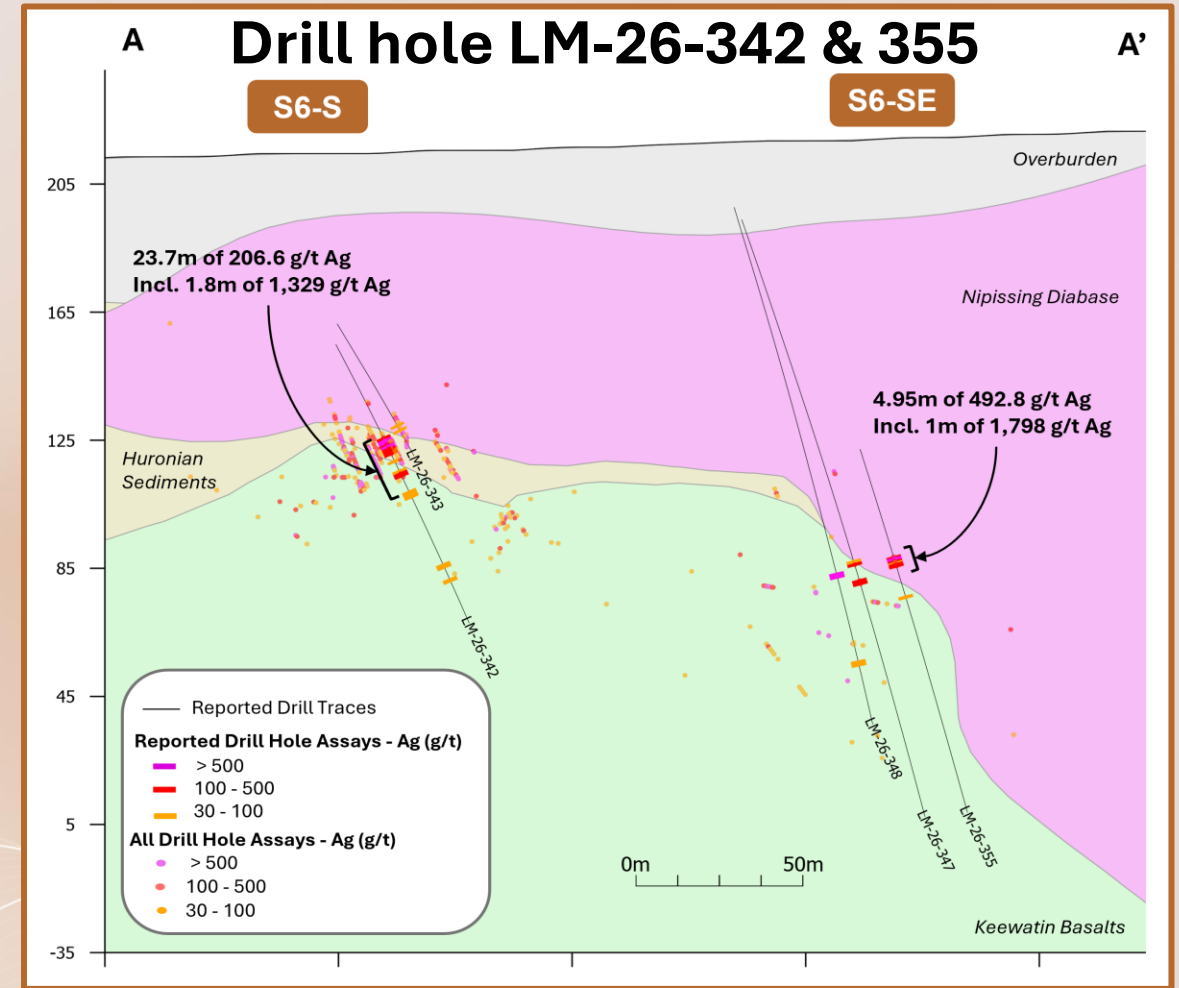 A
Drill hole LM-26-342 & 355
A’
S6-S
S6-SE
Overburden
205
23.7m of 206.6 g/t Ag
Incl. 1.8m of 1,329 g/t Ag
165
Nipissing Diabase
4.95m of 492.8 g/t Ag
Incl. 1m of 1,798 g/t Ag
125
Huronian
Sediments
LM-26-343
85
LM-26-342
45
Reported Drill Traces
Reported Drill Hole Assays - Ag (g/t)
> 500
100 - 500
30 - 100
All Drill Hole Assays - Ag (g/t)
> 500
100 - 500
30 - 100
LM-26-348
5
LM-26-347
LM-26-355
0m
50m
Keewatin Basalts
-35